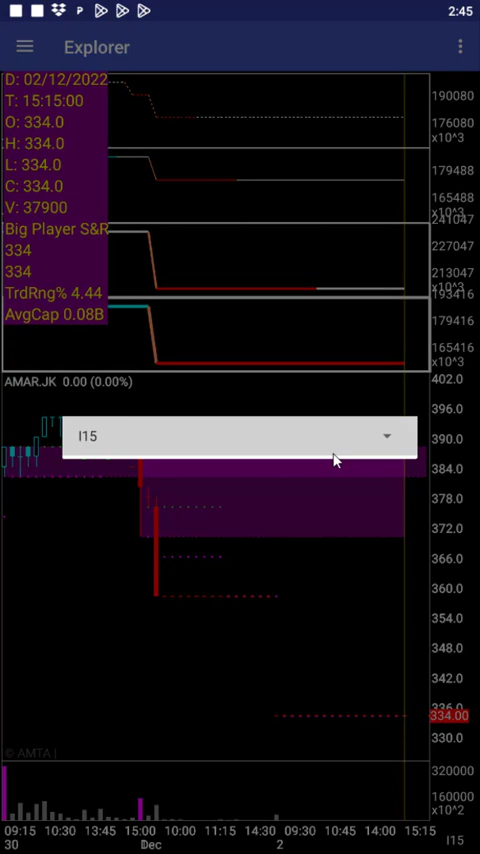 2:45
Explorer
D: 02/12/2022
T: 15:15:00
O: 334.0
H: 334.0
L: 334.0
C: 334.0
V: 37900
Big Player S&R
334
334
TrdRng% 4.44
AvgCap 0.08B
190080
176080
x10^3
179488
165488
x10^3
241047
227047
213047
x10^3
193416
179416
165416
x10^3
AMAR.JK 0.00 (0.00%)
402.0
396.0
390.0
384.0
378.0
372.0
366.0
360.0
354.0
348.0
342.0
336.0
334.00
330.0
I15
© AMTA |
320000
160000
x10^2
09:15 10:30 13:45 15:00 10:00 11:15 14:30 09:30 10:45 14:00 15:15
30 Dec 2 I15